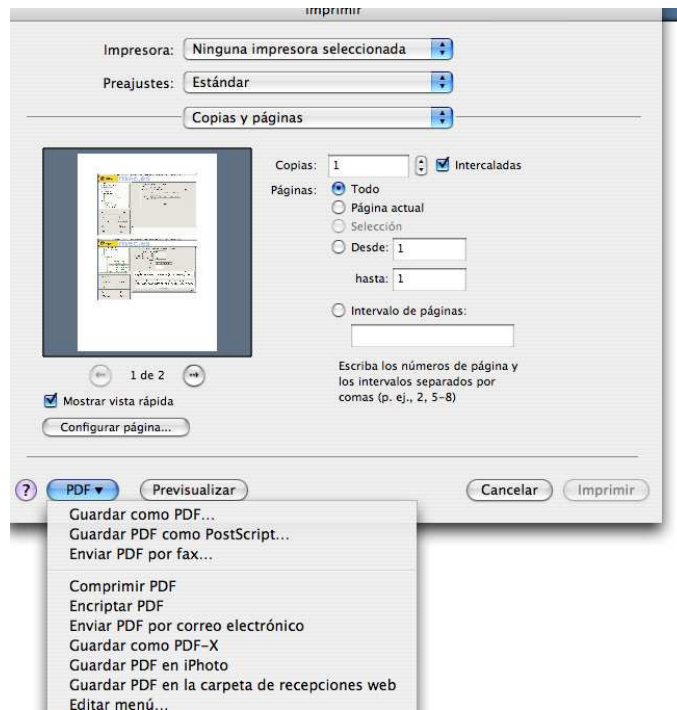 Imprimir
Impresora: Ninguna impresora seleccionada
Preajustes: Estándar
Copias y páginas
Copias: 1 Intercaladas
Páginas: Todo
Página actual
Selección
Desde: 1
hasta: 1
Intervalo de páginas:
Escriba los números de página y
los intervalos separados por
comas (p. ej., 2, 5-8)
1 de 2
Mostrar vista rápida
Configurar página...
? PDF▼ Previsualizar Cancelar Imprimir
Guardar como PDF...
Guardar PDF como PostScript...
Enviar PDF por fax...
Comprimir PDF
Encriptar PDF
Enviar PDF por correo electrónico
Guardar como PDF-X
Guardar PDF en iPhoto
Guardar PDF en la carpeta de recepciones web
Editar menú...